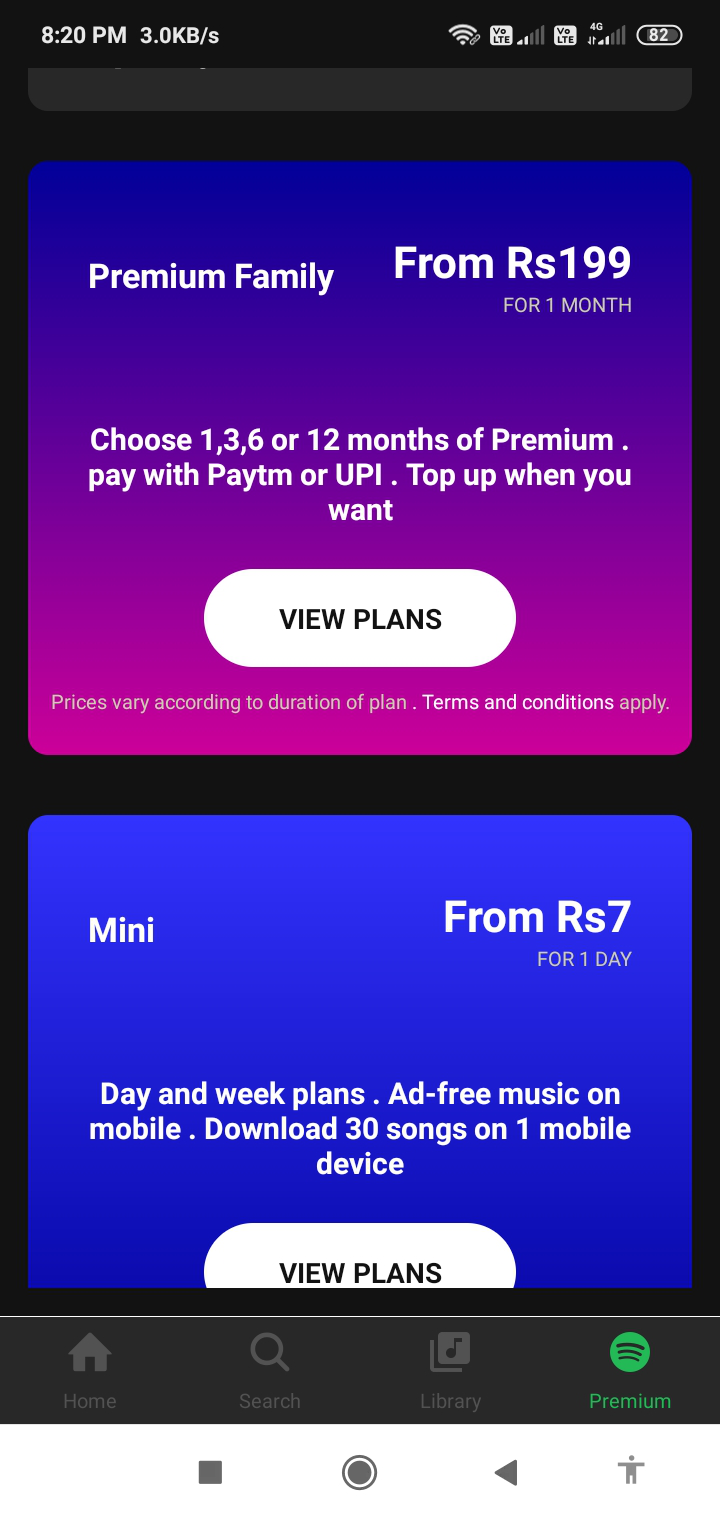 8:20 PM 3.0KB/s
Vo LTE Vo LTE 4G 82
Premium Family
From Rs199
FOR 1 MONTH
Choose 1,3,6 or 12 months of Premium .
pay with Paytm or UPI . Top up when you
want
VIEW PLANS
Prices vary according to duration of plan . Terms and conditions apply.
Mini
From Rs7
FOR 1 DAY
Day and week plans . Ad-free music on
mobile . Download 30 songs on 1 mobile
device
VIEW PLANS
Home Search Library Premium